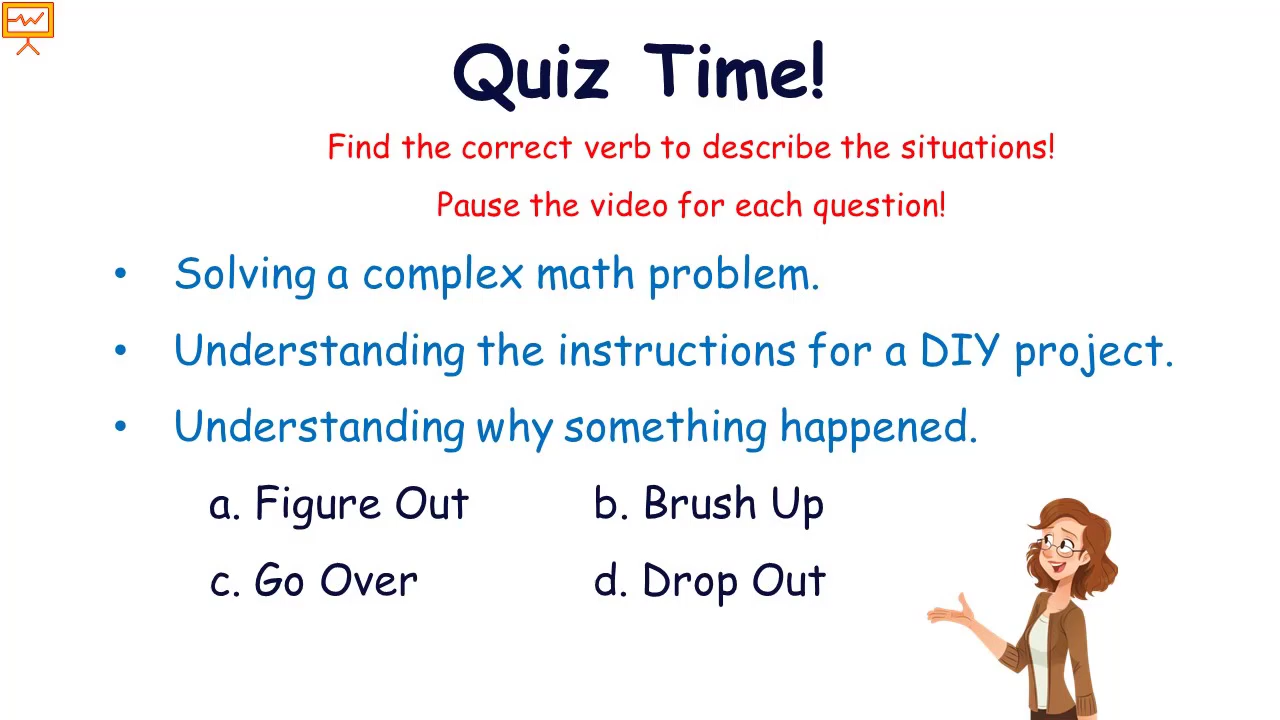 Quiz Time!
Find the correct verb to describe the situations!
Pause the video for each question!
• Solving a complex math problem.
• Understanding the instructions for a DIY project.
• Understanding why something happened.
a. Figure Out b. Brush Up
c. Go Over d. Drop Out